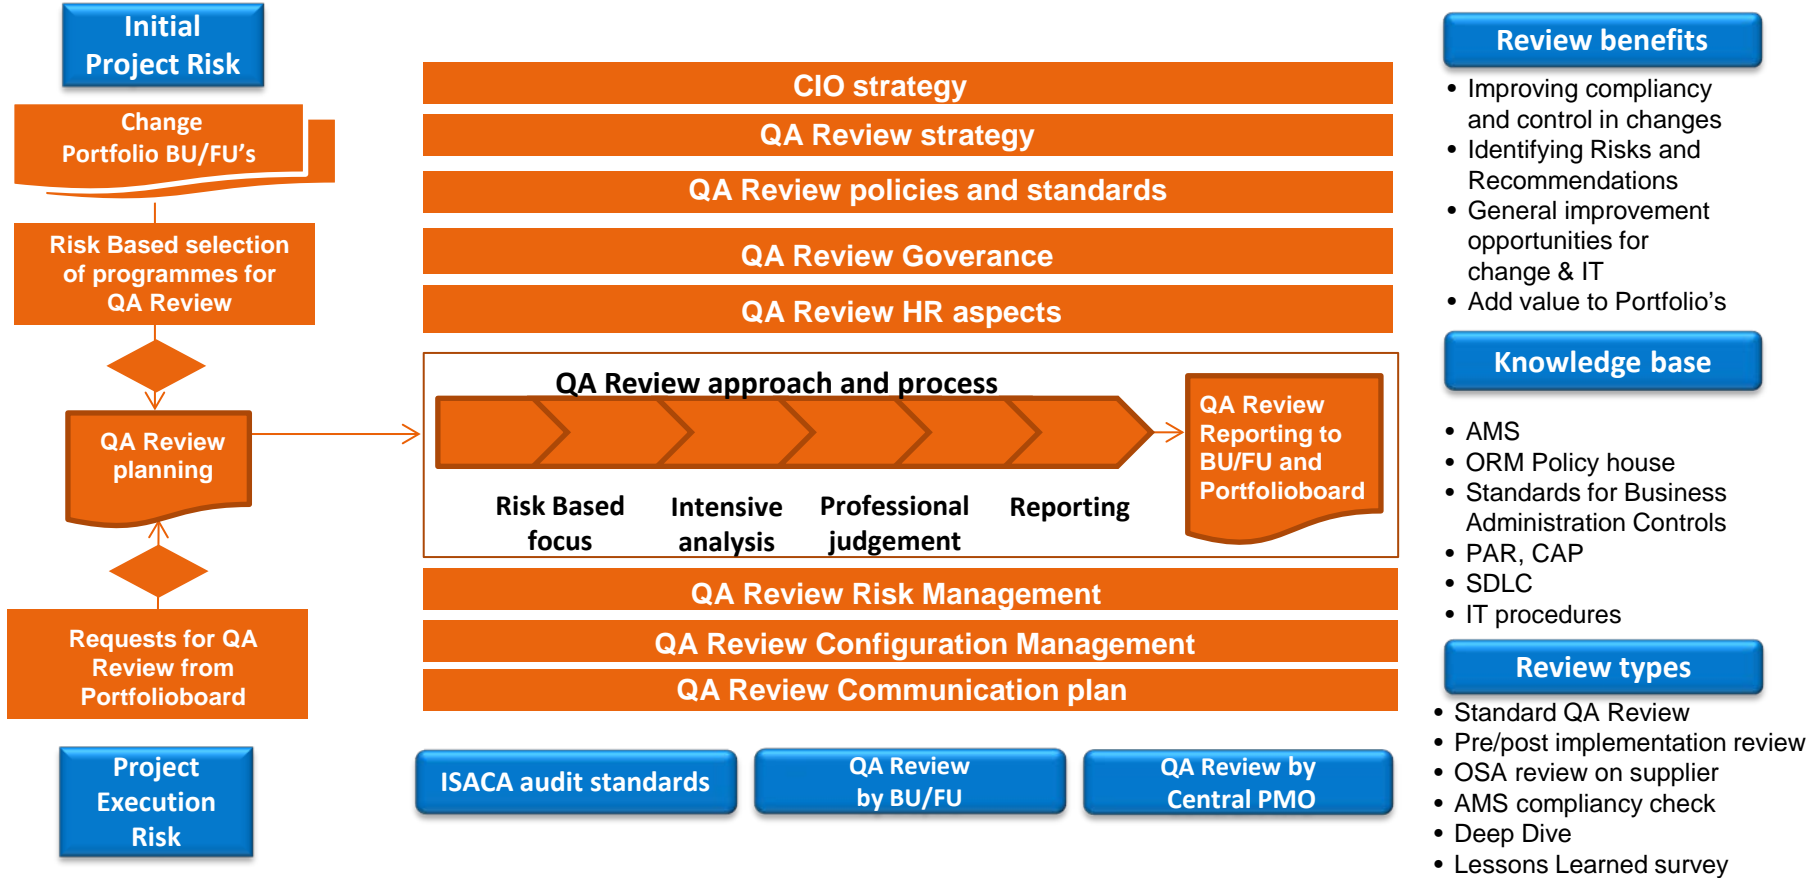 Initial
Project Risk
Change
Portfolio BU/FU’s
Risk Based selection
of programmes for
QA Review
QA Review
planning
Requests for QA
Review from
Portfolioboard
Project
Execution
Risk
CIO strategy
QA Review strategy
QA Review policies and standards
QA Review Goverance
QA Review HR aspects
QA Review approach and process
Risk Based
focus
Intensive
analysis
Professional
judgement
Reporting
QA Review
Reporting to
BU/FU and
Portfolioboard
QA Review Risk Management
QA Review Configuration Management
QA Review Communication plan
ISACA audit standards
QA Review
by BU/FU
QA Review by
Central PMO
Review benefits
• Improving compliancy
and control in changes
• Identifying Risks and
Recommendations
• General improvement
opportunities for
change & IT
• Add value to Portfolio’s
Knowledge base
• AMS
• ORM Policy house
• Standards for Business
Administration Controls
• PAR, CAP
• SDLC
• IT procedures
Review types
• Standard QA Review
• Pre/post implementation review
• OSA review on supplier
• AMS compliancy check
• Deep Dive
• Lessons Learned survey